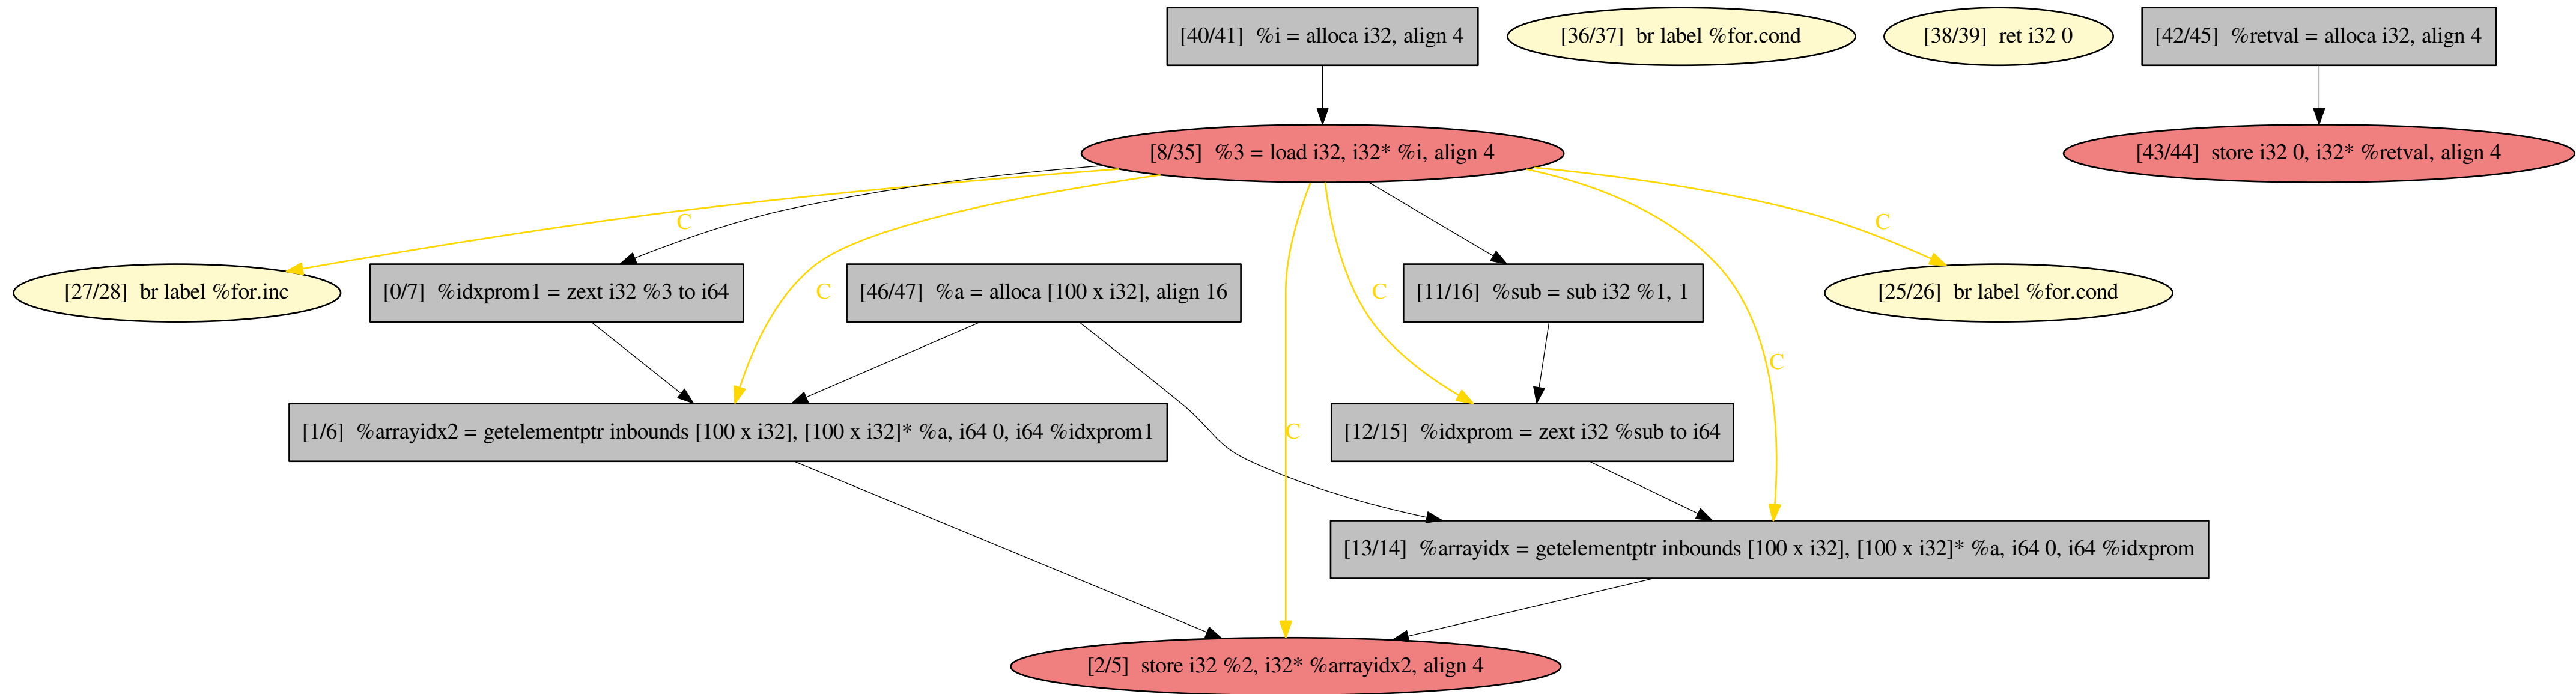 [40/41]  %i = alloca i32, align 4
[36/37]  br label %for.cond
[38/39]  ret i32 0
[42/45]  %retval = alloca i32, align 4
[8/35]  %3 = load i32, i32* %i, align 4
[43/44]  store i32 0, i32* %retval, align 4
C
C
[27/28]  br label %for.inc
[0/7]  %idxprom1 = zext i32 %3 to i64
C
[46/47]  %a = alloca [100 x i32], align 16
C
[11/16]  %sub = sub i32 %1, 1
[25/26]  br label %for.cond
C
[1/6]  %arrayidx2 = getelementptr inbounds [100 x i32], [100 x i32]* %a, i64 0, i64 %idxprom1
C
[12/15]  %idxprom = zext i32 %sub to i64
[13/14]  %arrayidx = getelementptr inbounds [100 x i32], [100 x i32]* %a, i64 0, i64 %idxprom
[2/5]  store i32 %2, i32* %arrayidx2, align 4